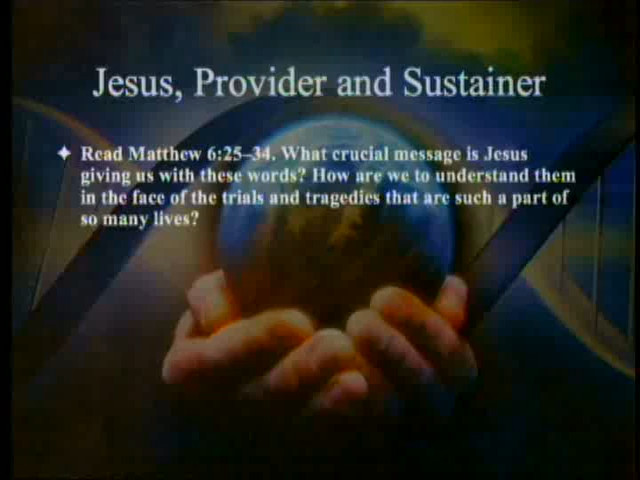 Jesus, Provider and Sustainer
✦ Read Matthew 6:25–34. What crucial message is Jesus
giving us with these words? How are we to understand them
in the face of the trials and tragedies that are such a part of
so many lives?